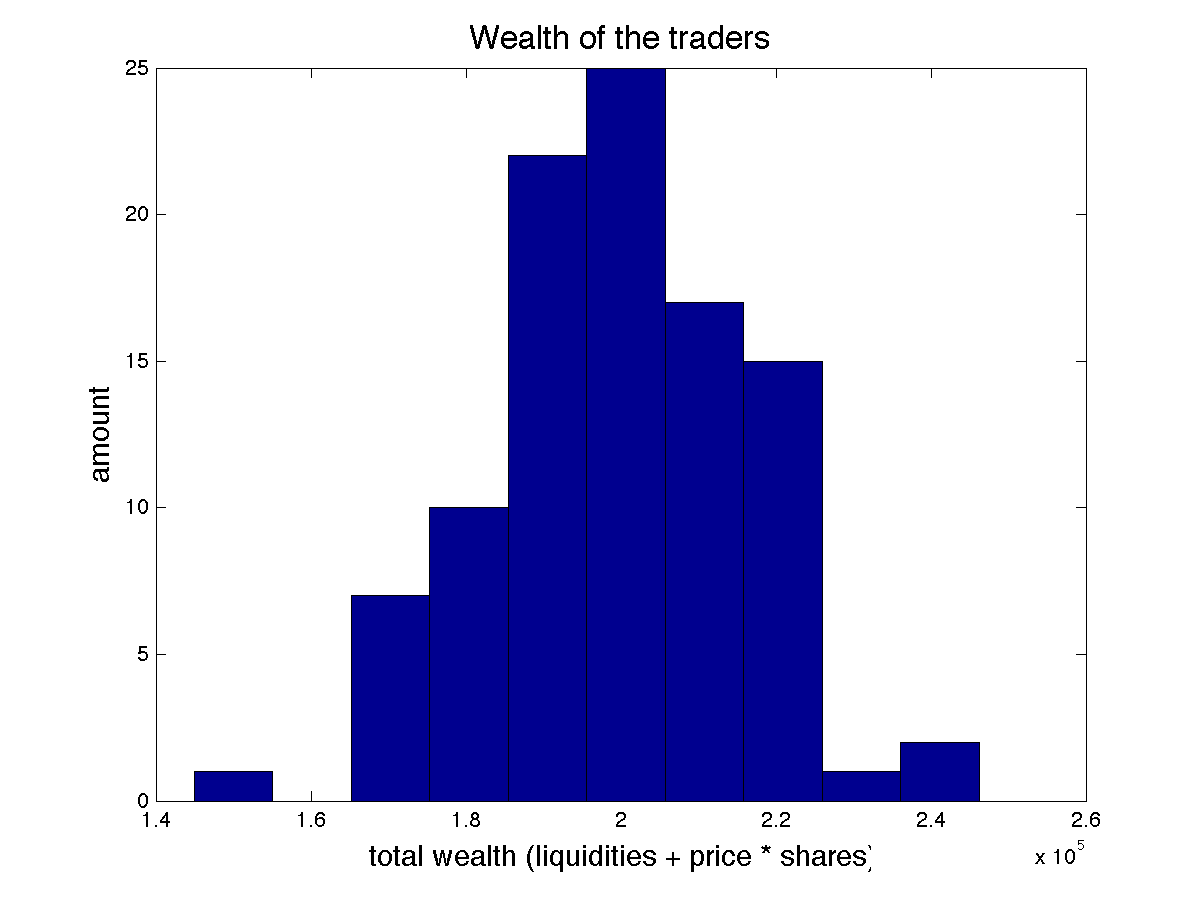 Wealth of the traders
25
20
15
10
5
0
amount
1.4 1.6 1.8 2 2.2 2.4 2.6
x 10^5
total wealth (liquidities + price * shares)